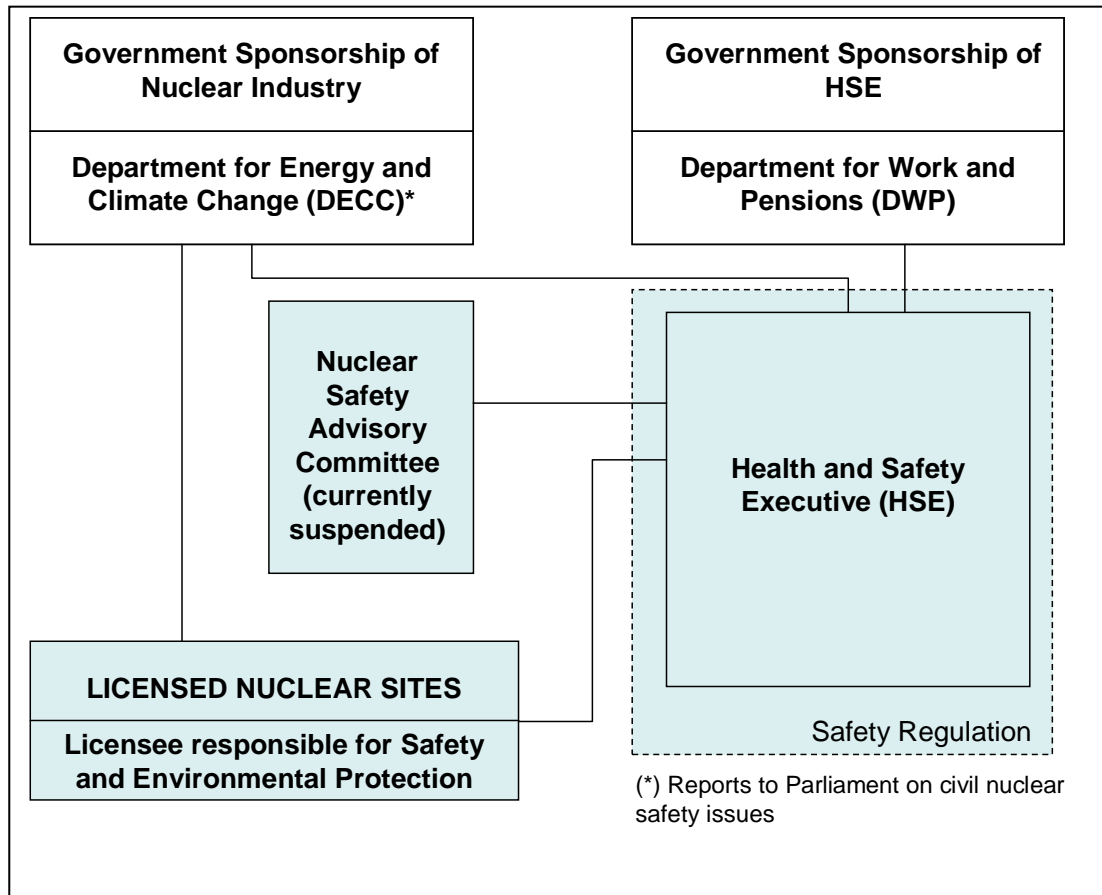 Government Sponsorship of
Nuclear Industry
Department for Energy and
Climate Change (DECC)*
Government Sponsorship of
HSE
Department for Work and
Pensions (DWP)
Nuclear
Safety
Advisory
Committee
(currently
suspended)
Health and Safety
Executive (HSE)
Safety Regulation
LICENSED NUCLEAR SITES
Licensee responsible for Safety
and Environmental Protection
(*) Reports to Parliament on civil nuclear
safety issues